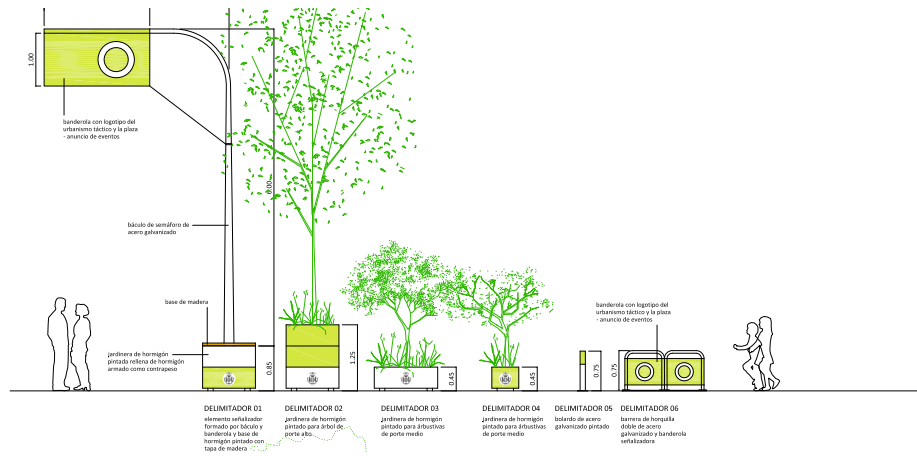 1.00
banderola con logotipo del
urbanismo táctico y la plaza
- anuncio de eventos
6.00
báculo de semáforo de
acero galvanizado
base de madera
jardinera de hormigón
pintada rellena de hormigón
armado como contrapeso
0.85
1.25
0.45
0.45
0.75
0.75
banderola con logotipo del
urbanismo táctico y la plaza
- anuncio de eventos
DELIMITADOR 01
elemento señalizador
formado por báculo y
banderola y base de
hormigón pintado con
tapa de madera
DELIMITADOR 02
jardinera de hormigón
pintado para árbol de
porte alto
DELIMITADOR 03
jardinera de hormigón
pintado para árbustivas
de porte medio
DELIMITADOR 04
jardinera de hormigón
pintado para árbustivas
de porte medio
DELIMITADOR 05
bolardo de acero
galvanizado pintado
DELIMITADOR 06
barrera de horquilla
doble de acero
galvanizado y banderola
señalizadora